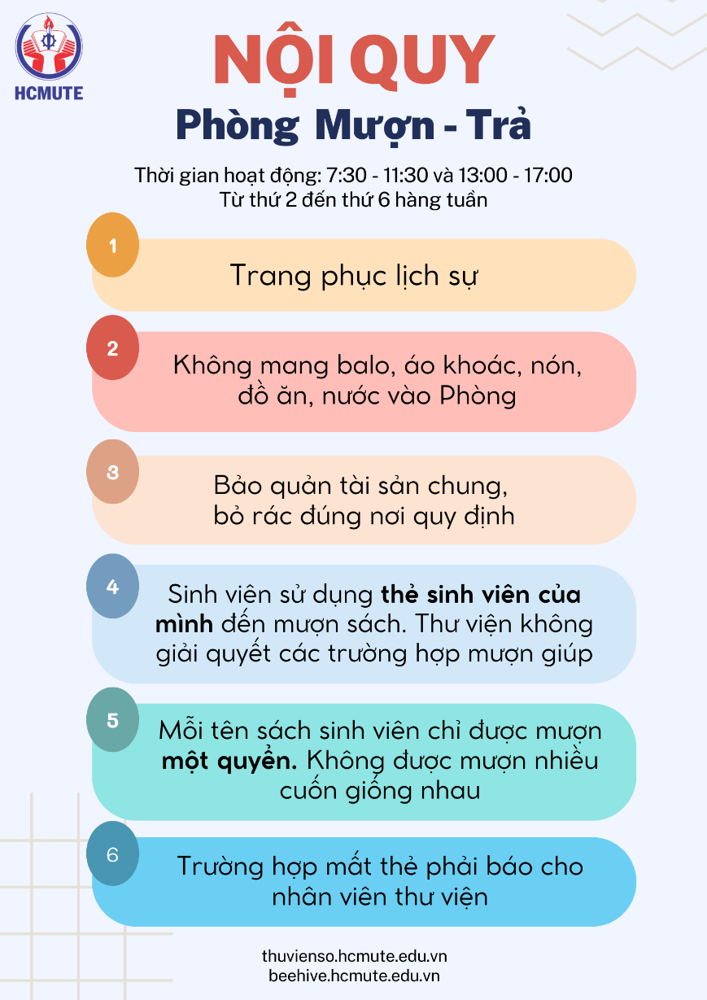 HCMUTE
NỘI QUY
Phòng Mượn - Trả
Thời gian hoạt động: 7:30 - 11:30 và 13:00 - 17:00
Từ thứ 2 đến thứ 6 hàng tuần
1
Trang phục lịch sự
2
Không mang balo, áo khoác, nón,
đồ ăn, nước vào Phòng
3
Bảo quản tài sản chung,
bỏ rác đúng nơi quy định
4
Sinh viên sử dụng thẻ sinh viên của
mình đến mượn sách. Thư viện không
giải quyết các trường hợp mượn giúp
5
Mỗi tên sách sinh viên chỉ được mượn
một quyển. Không được mượn nhiều
cuốn giống nhau
6
Trường hợp mất thẻ phải báo cho
nhân viên thư viện
thuvienso.hcmute.edu.vn
beehive.hcmute.edu.vn